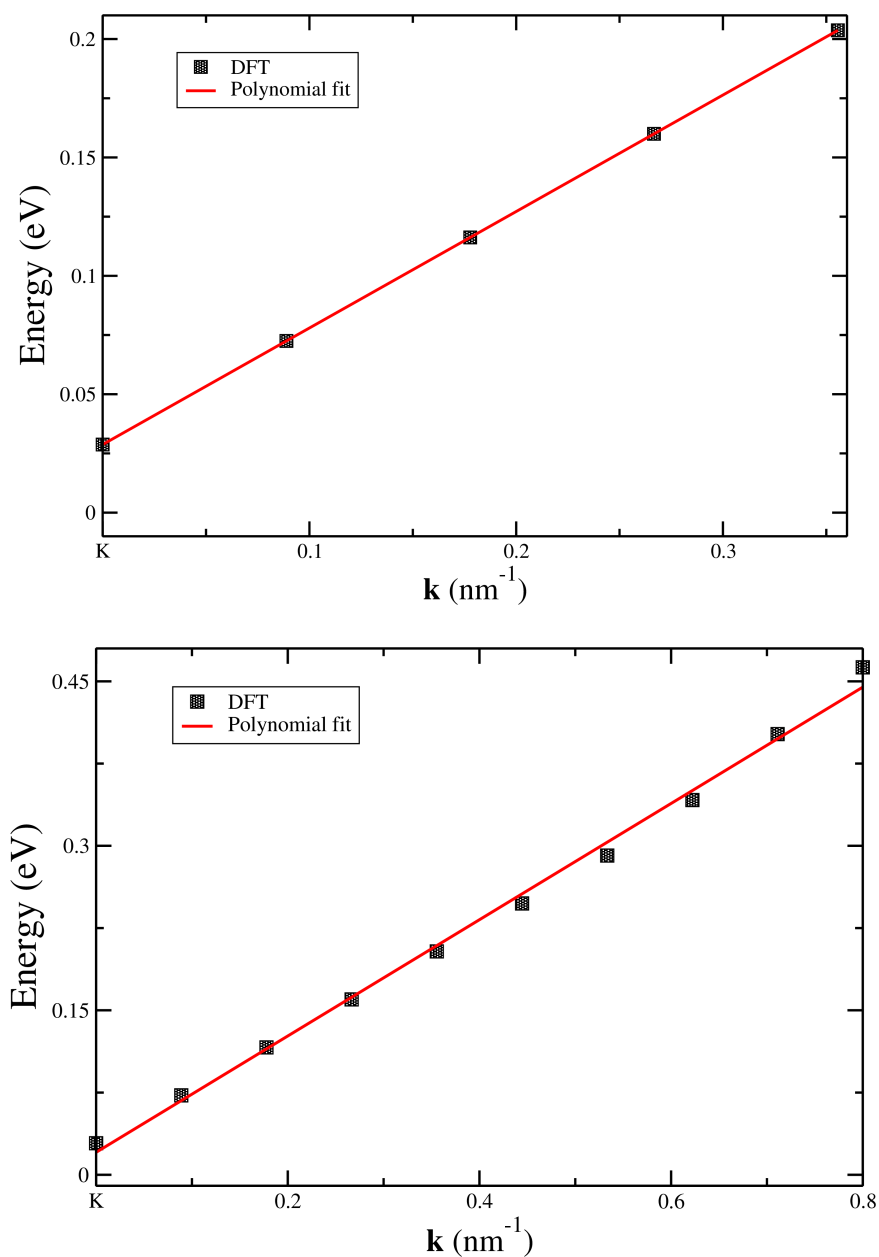 0.2
DFT
Polynomial fit
0.15
Energy (eV)
0.1
0.05
0
K 0.1 0.2 0.3
k (nm⁻¹)
0.45
DFT
Polynomial fit
0.3
Energy (eV)
0.15
0
K 0.2 0.4 0.6 0.8
k (nm⁻¹)